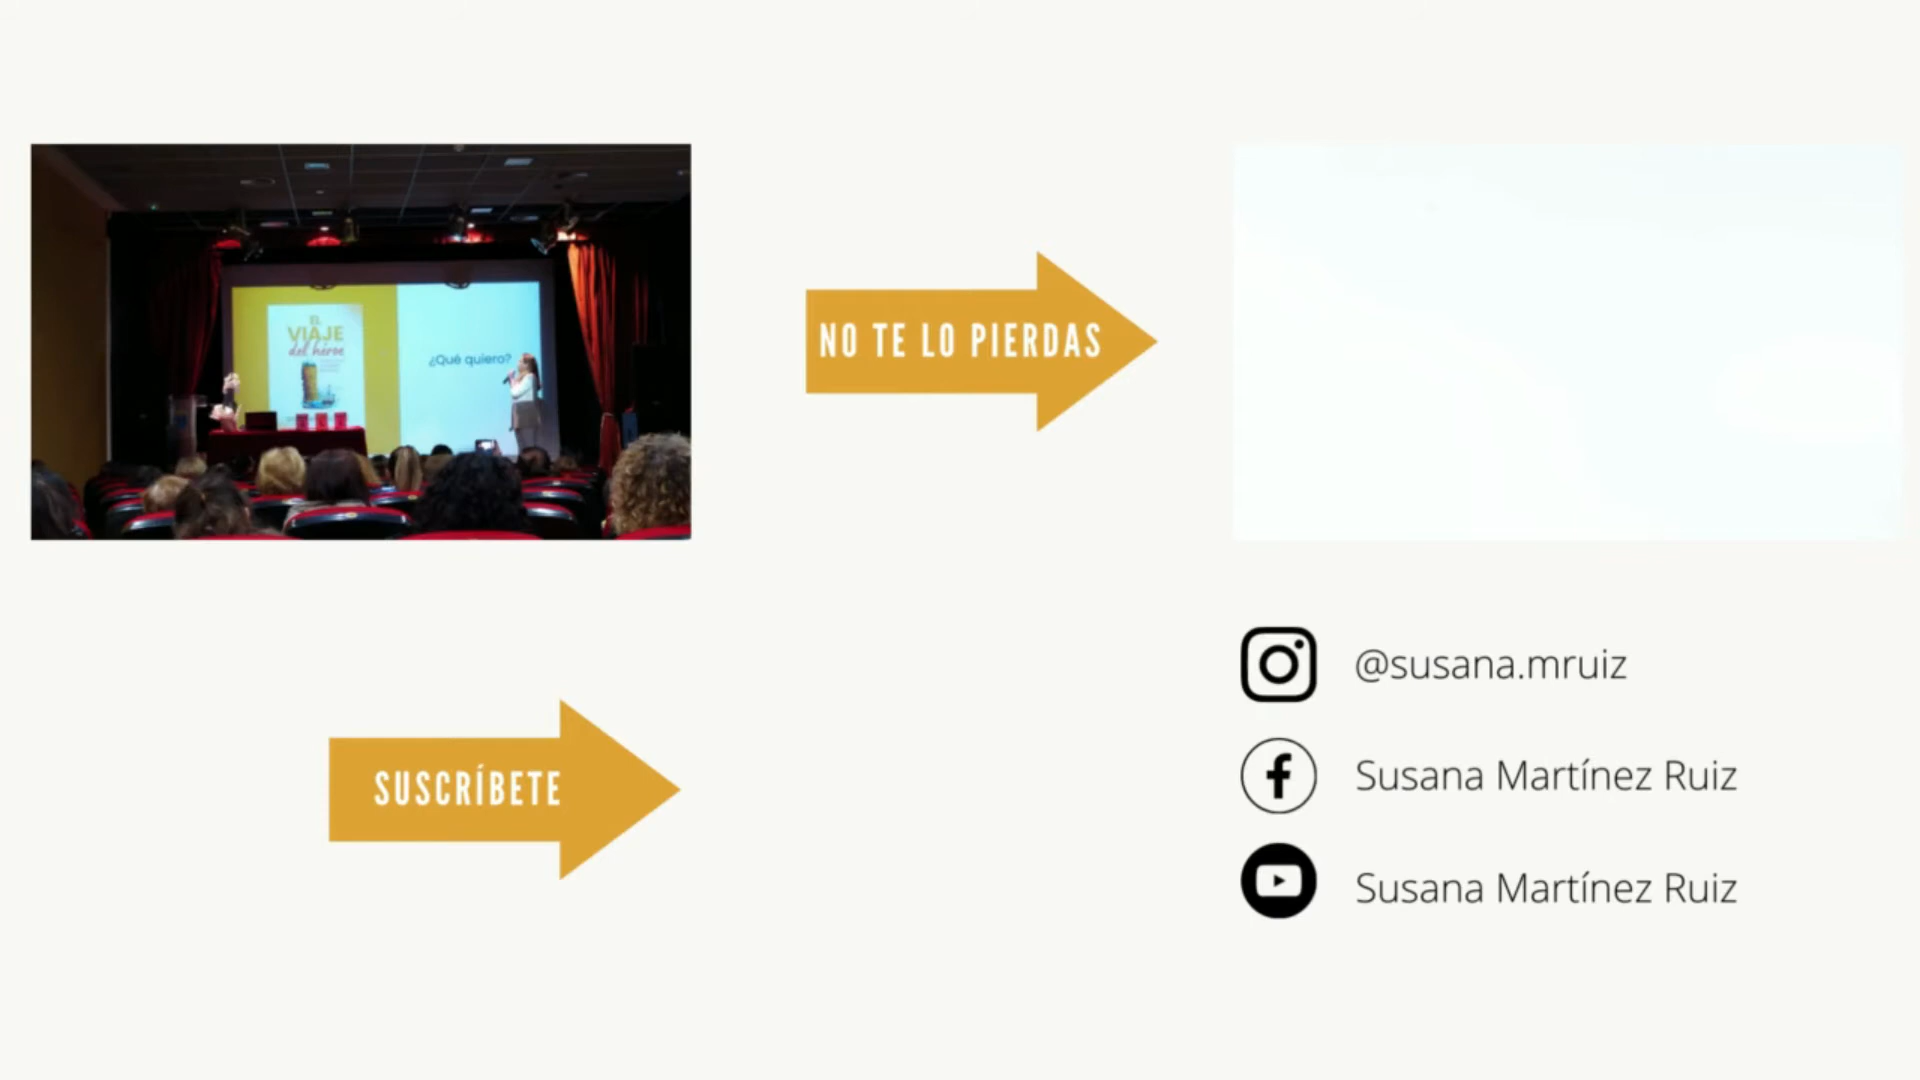 EL
VIAJE
del héroe
¿Qué quiero?
NO TE LO PIERDAS
SUSCRÍBETE
@susana.mruiz
Susana Martínez Ruiz
Susana Martínez Ruiz